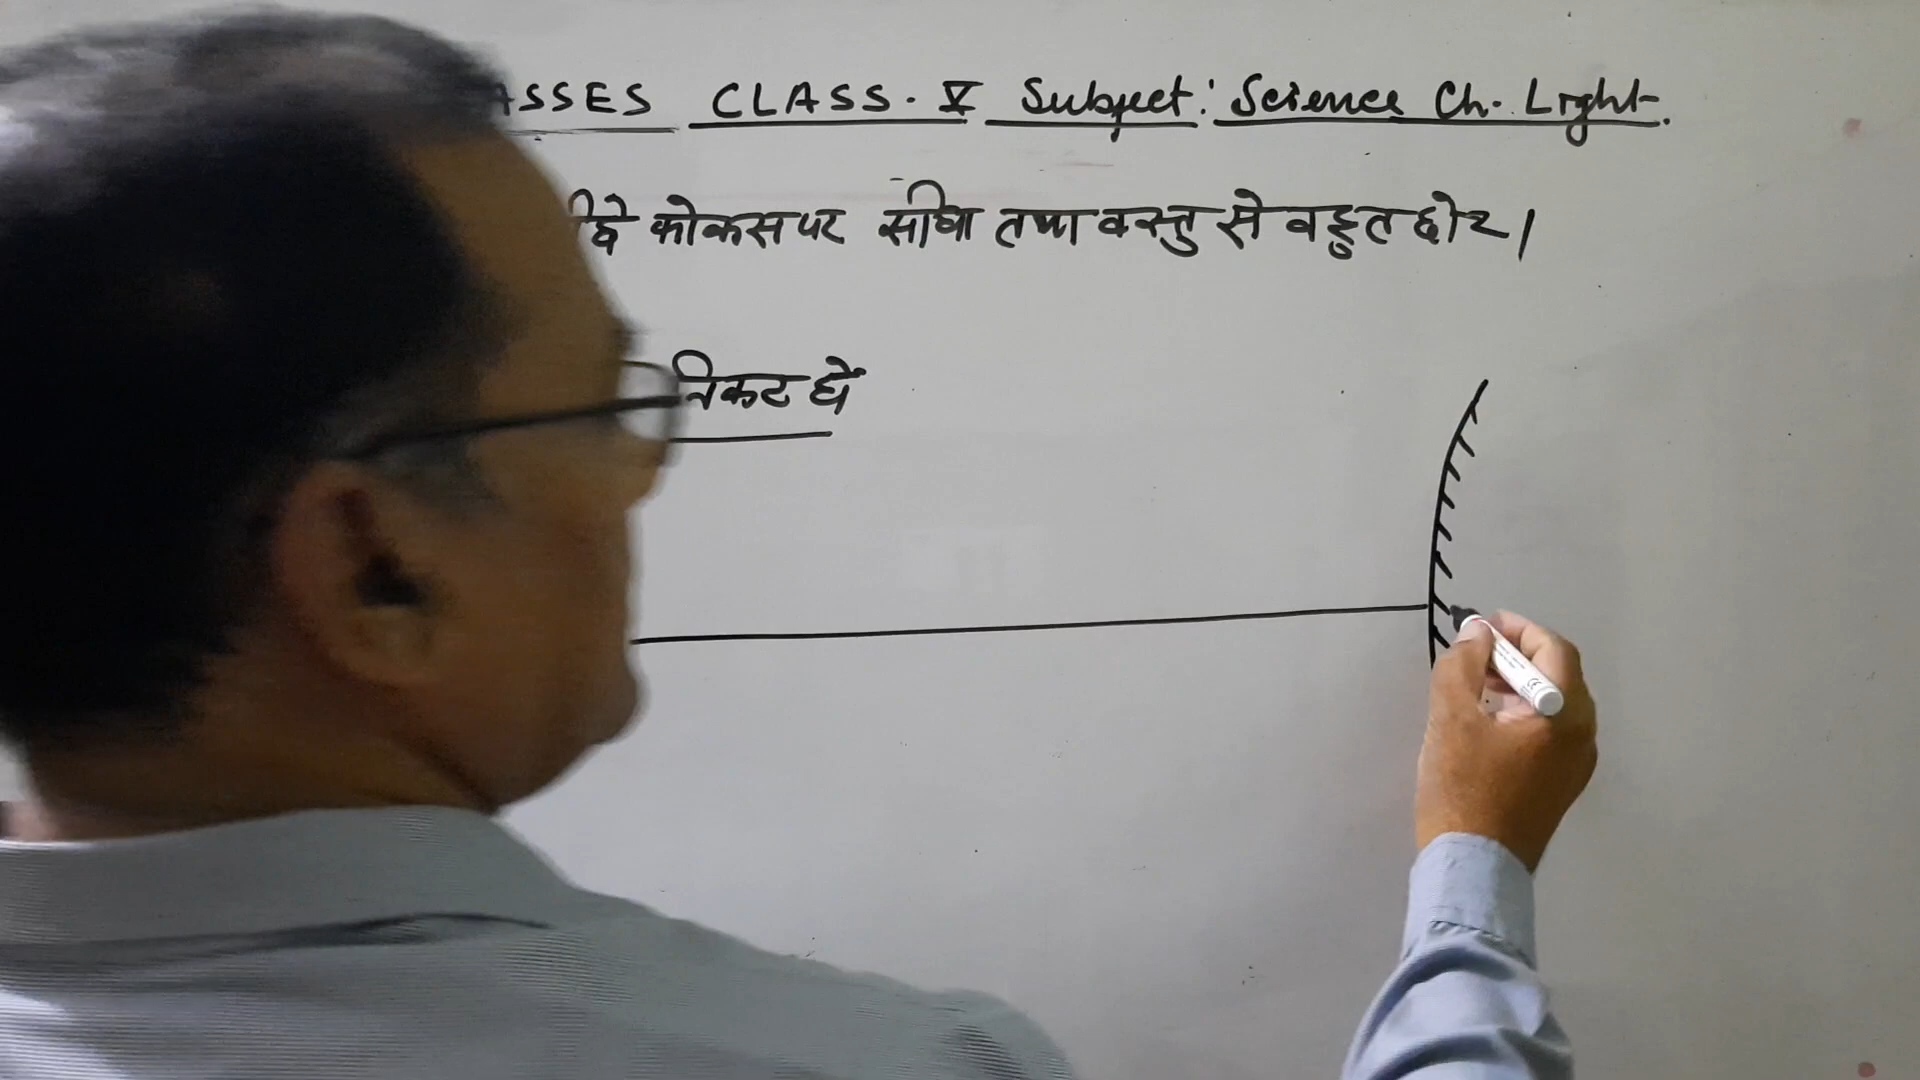 ASSES CLASS. X Subject: Science Ch. Light.
फोकस पर सीधा तथा वस्तु से बहुत छोटा।
निकट में